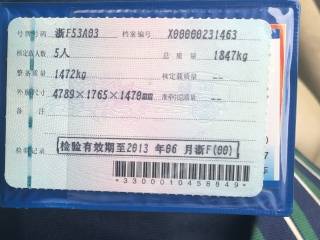 号牌号码 浙F53A03 档案编号 X00000231463
核定载人数 5人 总质量 1847kg
整备质量 1472kg 核定载质量 --
外廓尺寸 4789×1765×1470mm 准牵引总质量 --
备注
检验记录 检验有效期至2013 年06 月浙F(00)
*3300010458849*